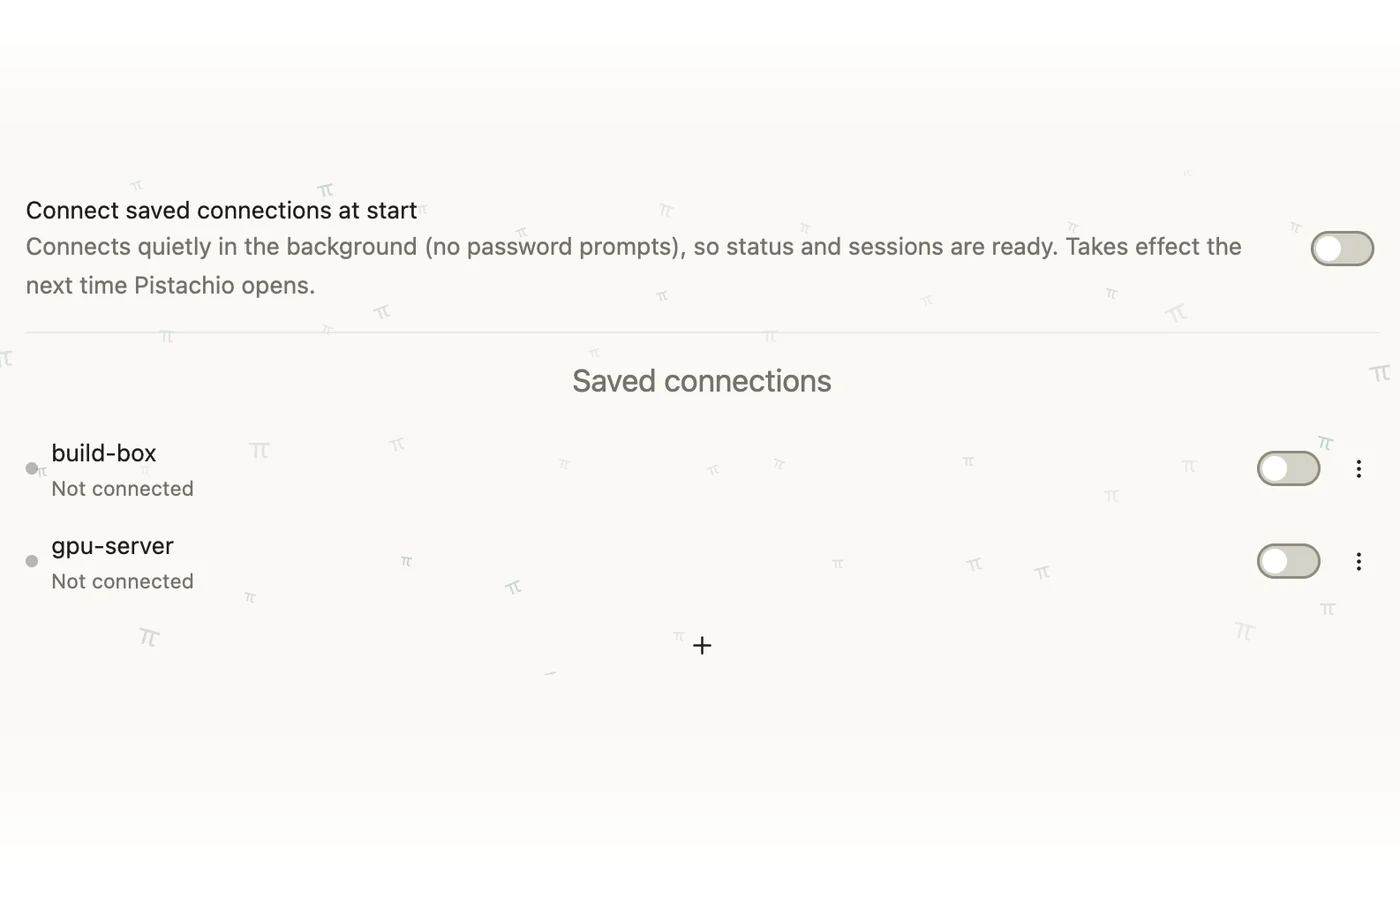 Connect saved connections at start
Connects quietly in the background (no password prompts), so status and sessions are ready. Takes effect the
next time Pistachio opens.
Saved connections
build-box
Not connected
gpu-server
Not connected
+